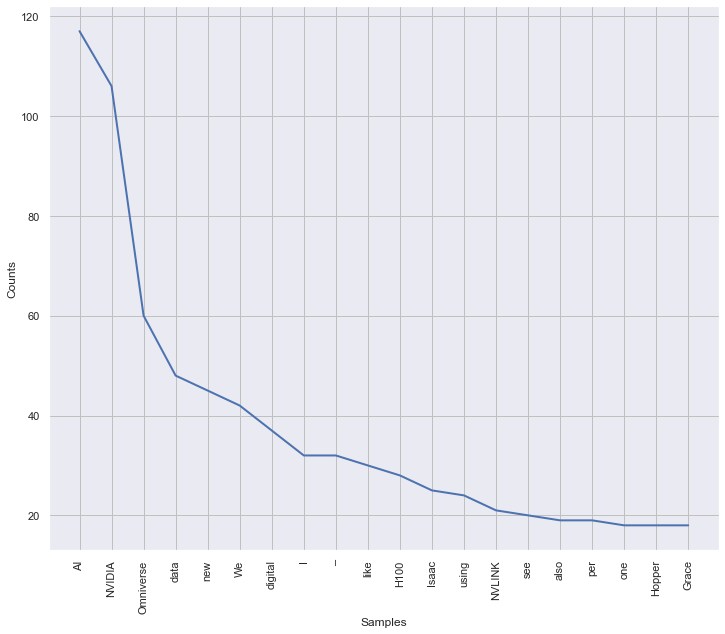 120
100
80
60
40
20
Counts
AI
NVIDIA
Omniverse
data
new
We
digital
I
–
like
H100
Isaac
using
NVLINK
see
also
per
one
Hopper
Grace
Samples